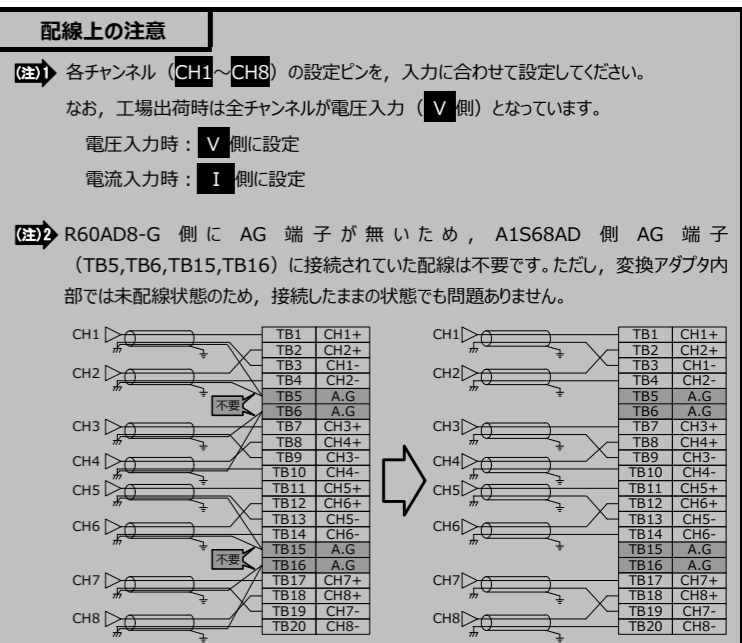 配線上の注意
(注)1 各チャンネル（CH1～CH8）の設定ピンを，入力に合わせて設定してください。
なお，工場出荷時は全チャンネルが電圧入力（ V 側）となっています。
電圧入力時： V 側に設定
電流入力時： I 側に設定
(注)2 R60AD8-G 側に AG 端子が無いため，A1S68AD 側 AG 端子
（TB5,TB6,TB15,TB16）に接続されていた配線は不要です。ただし，変換アダプタ内
部では未配線状態のため，接続したままの状態でも問題ありません。
CH1
CH2
CH3
CH4
CH5
CH6
CH7
CH8
不要
不要
TB1 CH1+
TB2 CH2+
TB3 CH1-
TB4 CH2-
TB5 A.G
TB6 A.G
TB7 CH3+
TB8 CH4+
TB9 CH3-
TB10 CH4-
TB11 CH5+
TB12 CH6+
TB13 CH5-
TB14 CH6-
TB15 A.G
TB16 A.G
TB17 CH7+
TB18 CH8+
TB19 CH7-
TB20 CH8-
CH1
CH2
CH3
CH4
CH5
CH6
CH7
CH8
TB1 CH1+
TB2 CH2+
TB3 CH1-
TB4 CH2-
TB5 A.G
TB6 A.G
TB7 CH3+
TB8 CH4+
TB9 CH3-
TB10 CH4-
TB11 CH5+
TB12 CH6+
TB13 CH5-
TB14 CH6-
TB15 A.G
TB16 A.G
TB17 CH7+
TB18 CH8+
TB19 CH7-
TB20 CH8-